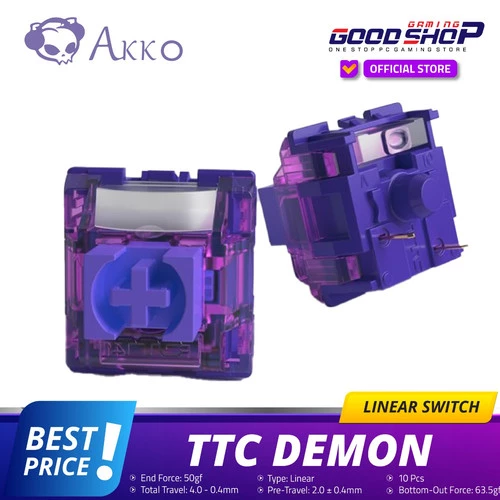 AKKO
GAMING
GOODSHOP
ONE STOP PC GAMING STORE
OFFICIAL STORE
LINEAR SWITCH
BEST
PRICE!
TTC DEMON
• End Force: 50gf
• Type: Linear
• 10 Pcs
• Total Travel: 4.0 - 0.4mm
• Pre-Travel: 2.0 ± 0.4mm
• Bottom-Out Force: 63.5gf